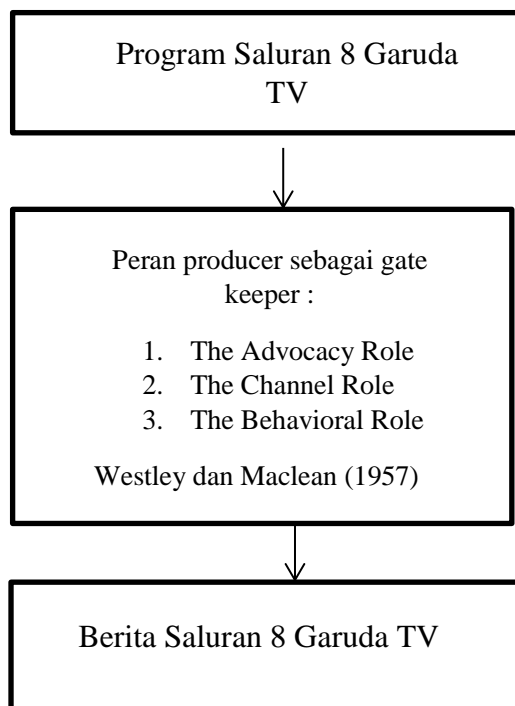 Program Saluran 8 Garuda
TV
Peran producer sebagai gate
keeper :
1. The Advocacy Role
2. The Channel Role
3. The Behavioral Role
Westley dan Maclean (1957)
Berita Saluran 8 Garuda TV